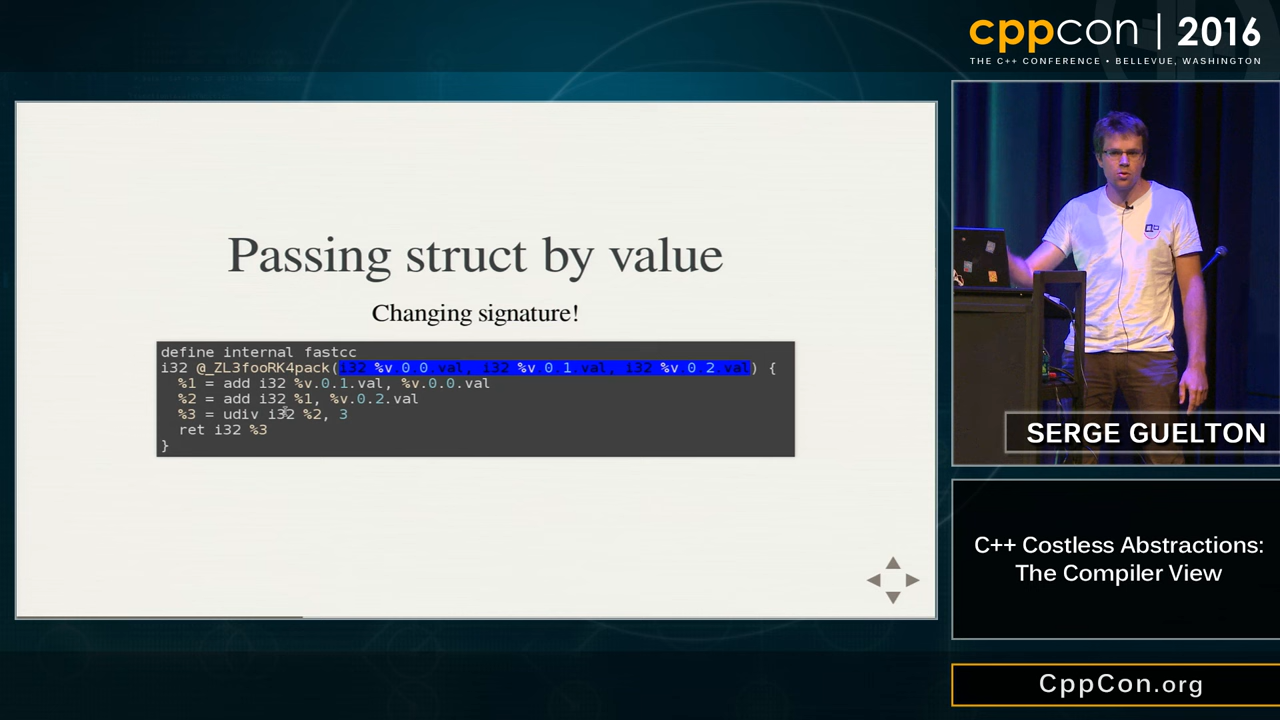 cppcon | 2016
THE C++ CONFERENCE • BELLEVUE, WASHINGTON
Passing struct by value
Changing signature!
define internal fastcc
i32 @_ZL3fooRK4pack(i32 %v.0.0.val, i32 %v.0.1.val, i32 %v.0.2.val) {
%1 = add i32 %v.0.1.val, %v.0.0.val
%2 = add i32 %1, %v.0.2.val
%3 = udiv i32 %2, 3
ret i32 %3
}
SERGE GUELTON
C++ Costless Abstractions:
The Compiler View
CppCon.org